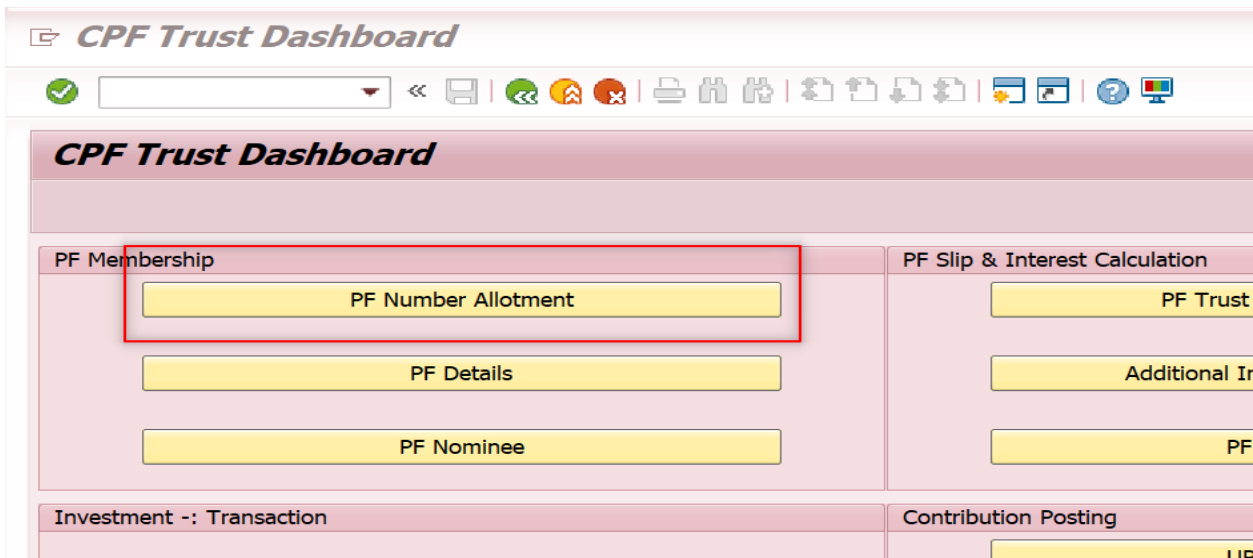 CPF Trust Dashboard
CPF Trust Dashboard
PF Membership
PF Number Allotment
PF Details
PF Nominee
PF Slip & Interest Calculation
PF Trust
Additional
PF
Investment -: Transaction
Contribution Posting